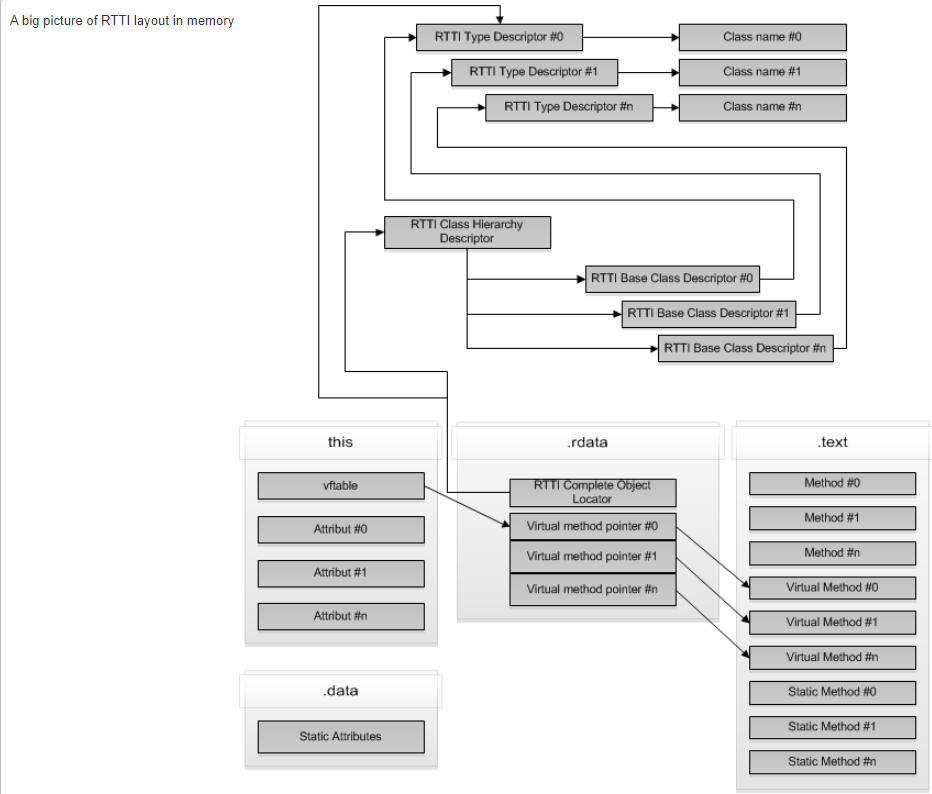 A big picture of RTTI layout in memory
RTTI Type Descriptor #0
Class name #0
RTTI Type Descriptor #1
Class name #1
RTTI Type Descriptor #n
Class name #n
RTTI Class Hierarchy
Descriptor
RTTI Base Class Descriptor #0
RTTI Base Class Descriptor #1
RTTI Base Class Descriptor #n
this
vftable
Attribut #0
Attribut #1
Attribut #n
.data
Static Attributes
.rdata
RTTI Complete Object
Locator
Virtual method pointer #0
Virtual method pointer #1
Virtual method pointer #n
.text
Method #0
Method #1
Method #n
Virtual Method #0
Virtual Method #1
Virtual Method #n
Static Method #0
Static Method #1
Static Method #n